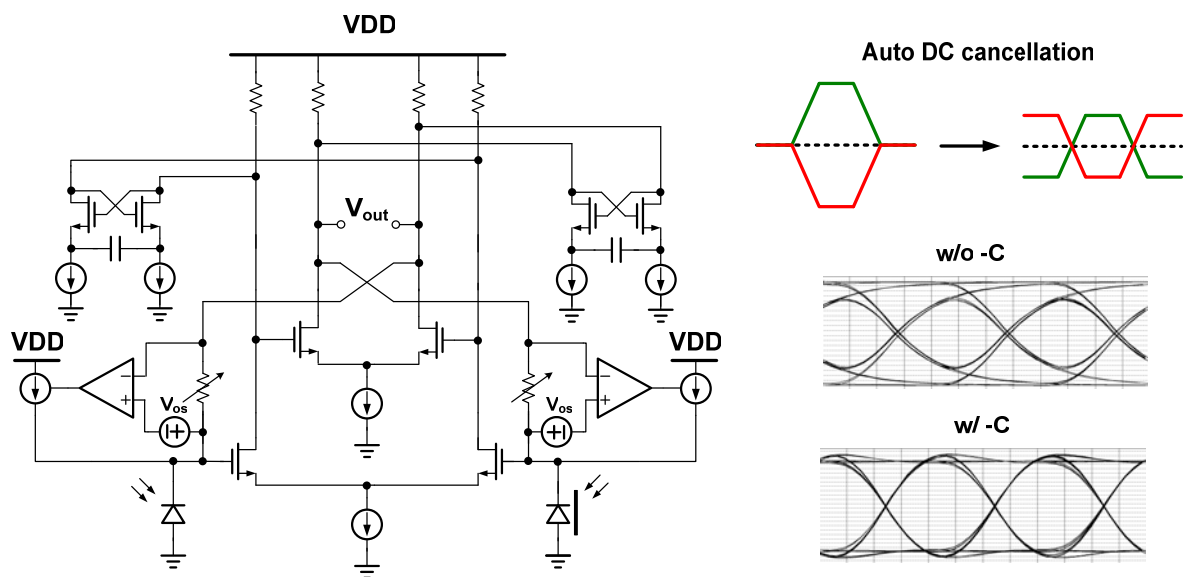 VDD
Auto DC cancellation
Vout
w/o -C
VDD
VDD
Vos
Vos
w/ -C